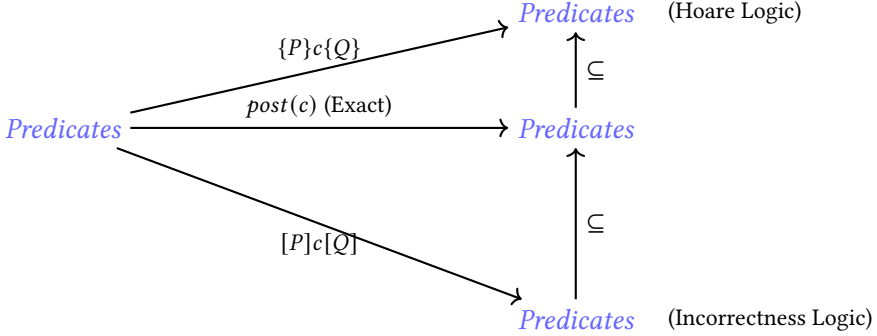 Predicates (Hoare Logic)
{P}c{Q}
⊆
post(c) (Exact)
Predicates Predicates
⊆
[P]c[Q]
Predicates (Incorrectness Logic)